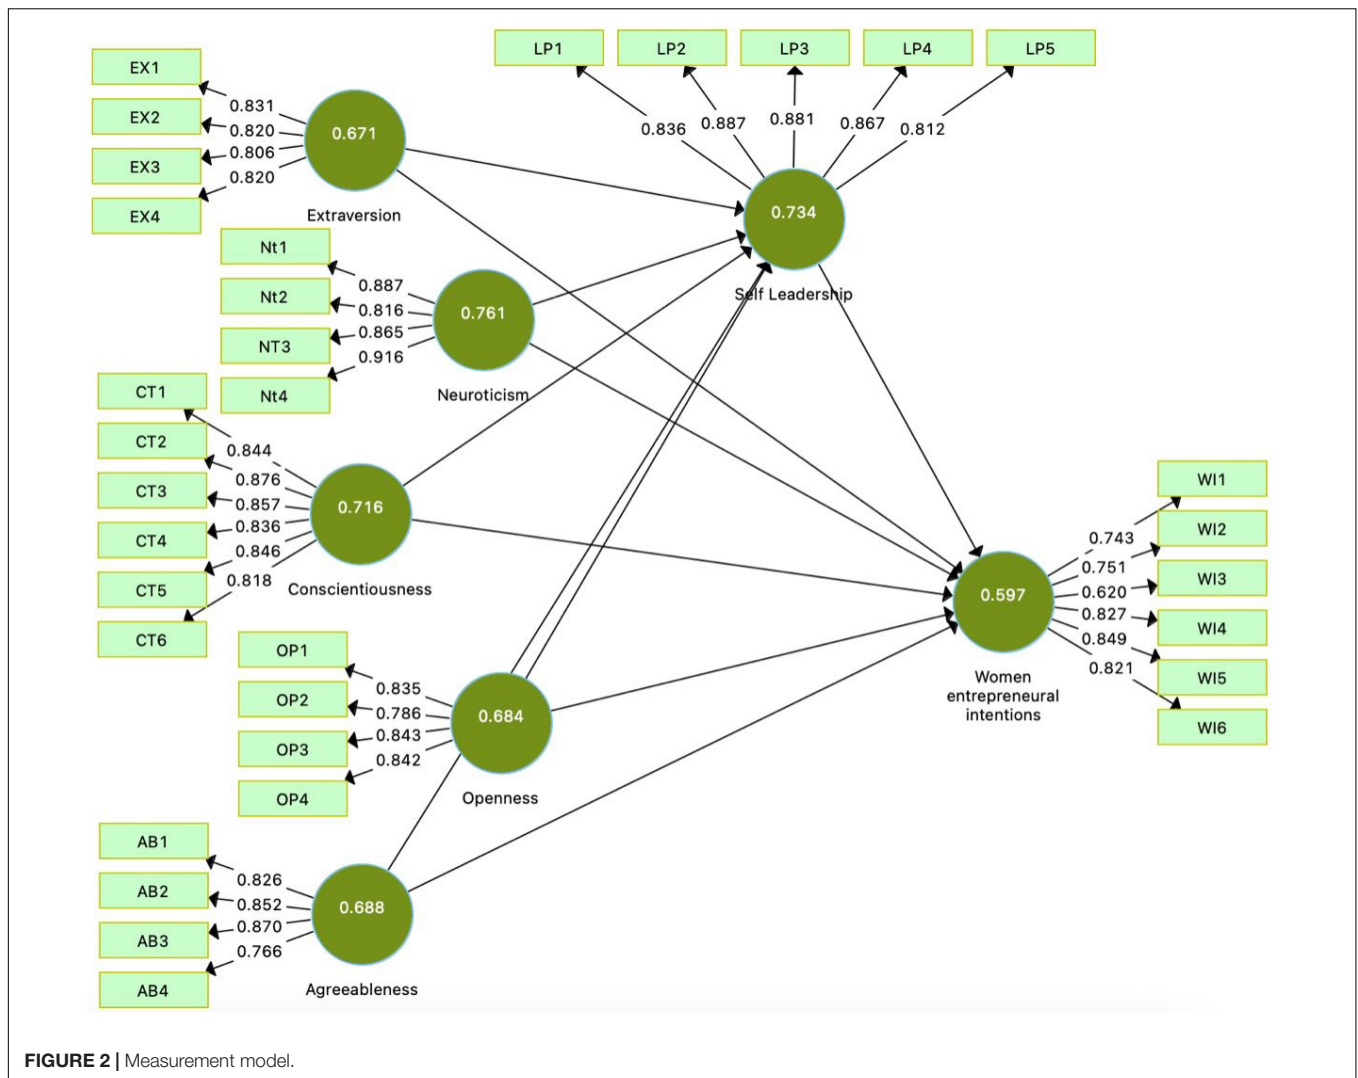 EX1
EX2
EX3
EX4
0.831
0.820
0.806
0.820
0.671
Extraversion
LP1
LP2
LP3
LP4
LP5
0.836
0.887
0.881
0.867
0.812
0.734
Self Leadership
Nt1
Nt2
NT3
Nt4
0.887
0.816
0.865
0.916
0.761
Neuroticism
CT1
CT2
CT3
CT4
CT5
CT6
0.844
0.876
0.857
0.836
0.846
0.818
0.716
Conscientiousness
WI1
WI2
WI3
WI4
WI5
WI6
0.743
0.751
0.620
0.827
0.849
0.821
0.597
Women
entrepreneural
intentions
OP1
OP2
OP3
OP4
0.835
0.786
0.843
0.842
0.684
Openness
AB1
AB2
AB3
AB4
0.826
0.852
0.870
0.766
0.688
Agreeableness
FIGURE 2 | Measurement model.